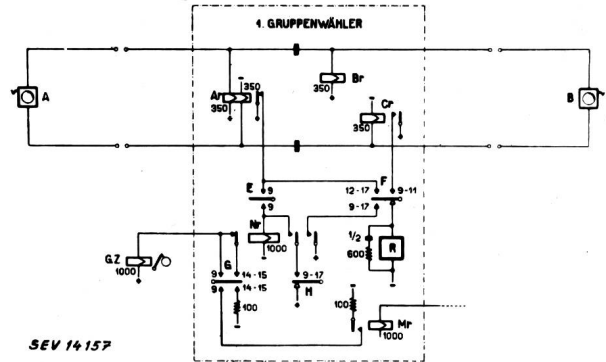 1. GRUPPENWÄHLER
A
Ar
350
350
Br
350
Cr
350
B
E
9
9
12-17
F
9-11
9-17
Nr
1000
1/2
600
R
G.Z
1000
G
9
14-15
9
14-15
100
9-17
H
100
Mr
1000
SEV 14157